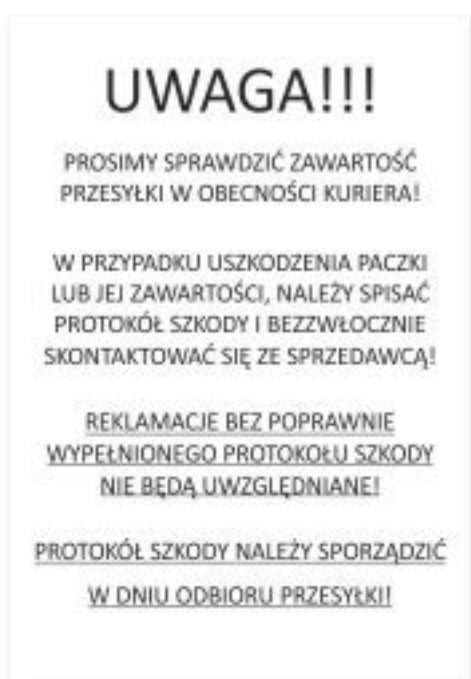 UWAGA!!!
PROSIMY SPRAWDZIĆ ZAWARTOŚĆ
PRZESYŁKI W OBECNOŚCI KURIERA!
W PRZYPADKU USZKODZENIA PACZKI
LUB JEJ ZAWARTOŚCI, NALEŻY SPISAĆ
PROTOKÓŁ SZKODY I BEZZWŁOCZNIE
SKONTAKTOWAĆ SIĘ ZE SPRZEDAWCĄ!
REKLAMACJE BEZ POPRAWNIE
WYPEŁNIONEGO PROTOKOŁU SZKODY
NIE BĘDĄ UWZGLĘDNIANE!
PROTOKÓŁ SZKODY NALEŻY SPORZĄDZIĆ
W DNIU ODBIORU PRZESYŁKI!